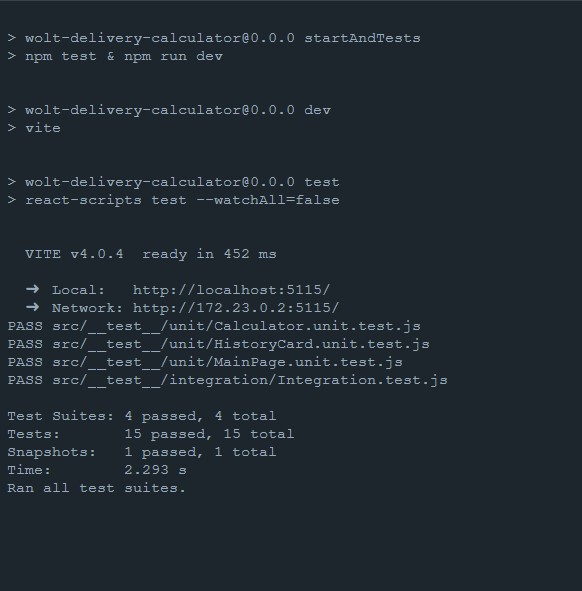 > wolt-delivery-calculator@0.0.0 startAndTests
> npm test & npm run dev
> wolt-delivery-calculator@0.0.0 dev
> vite
> wolt-delivery-calculator@0.0.0 test
> react-scripts test --watchAll=false
VITE v4.0.4  ready in 452 ms
➜ Local:   http://localhost:5115/
➜ Network: http://172.23.0.2:5115/
PASS src/__test__/unit/Calculator.unit.test.js
PASS src/__test__/unit/HistoryCard.unit.test.js
PASS src/__test__/unit/MainPage.unit.test.js
PASS src/__test__/integration/Integration.test.js
Test Suites: 4 passed, 4 total
Tests:       15 passed, 15 total
Snapshots:   1 passed, 1 total
Time:        2.293 s
Ran all test suites.